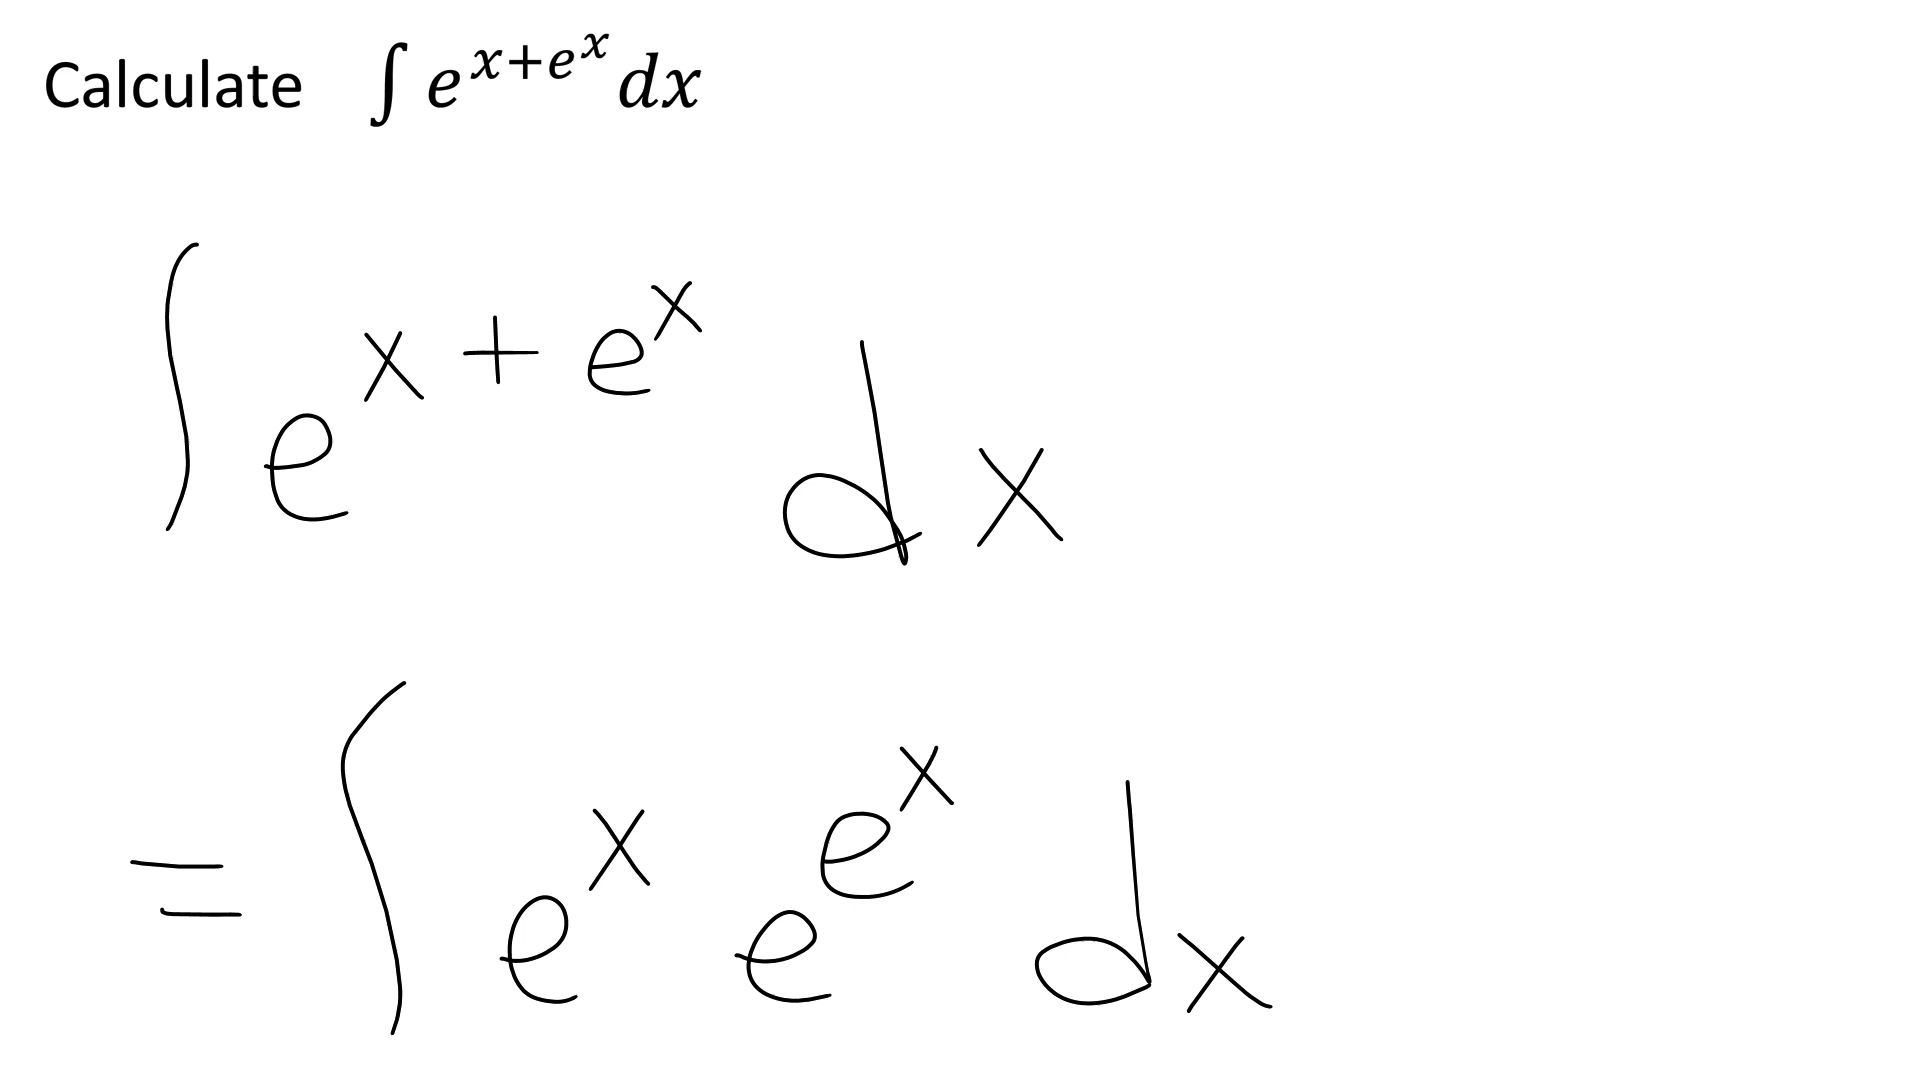 Calculate ∫ e^{x+e^x} dx
∫ e^{x+e^x} dx
= ∫ e^x e^{e^x} dx